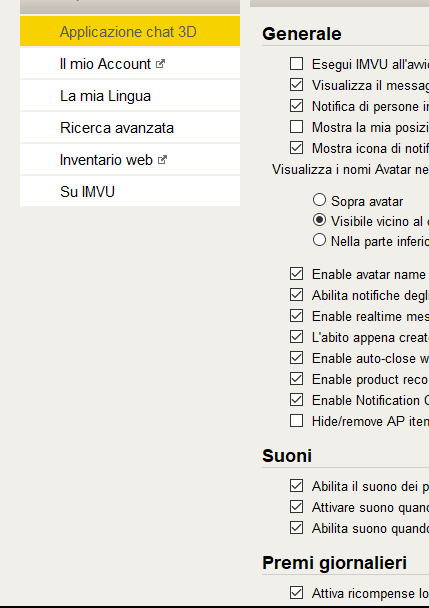 Applicazione chat 3D
Il mio Account
La mia Lingua
Ricerca avanzata
Inventario web
Su IMVU
Generale
Esegui IMVU all'avvi
Visualizza il messag
Notifica di persone i
Mostra la mia posizi
Mostra icona di notif
Visualizza i nomi Avatar ne
Sopra avatar
Visibile vicino al
Nella parte inferio
Enable avatar name
Abilita notifiche degl
Enable realtime mes
L'abito appena creat
Enable auto-close w
Enable product reco
Enable Notification
Hide/remove AP iten
Suoni
Abilita il suono dei p
Attivare suono quand
Abilita suono quando
Premi giornalieri
Attiva ricompense lo